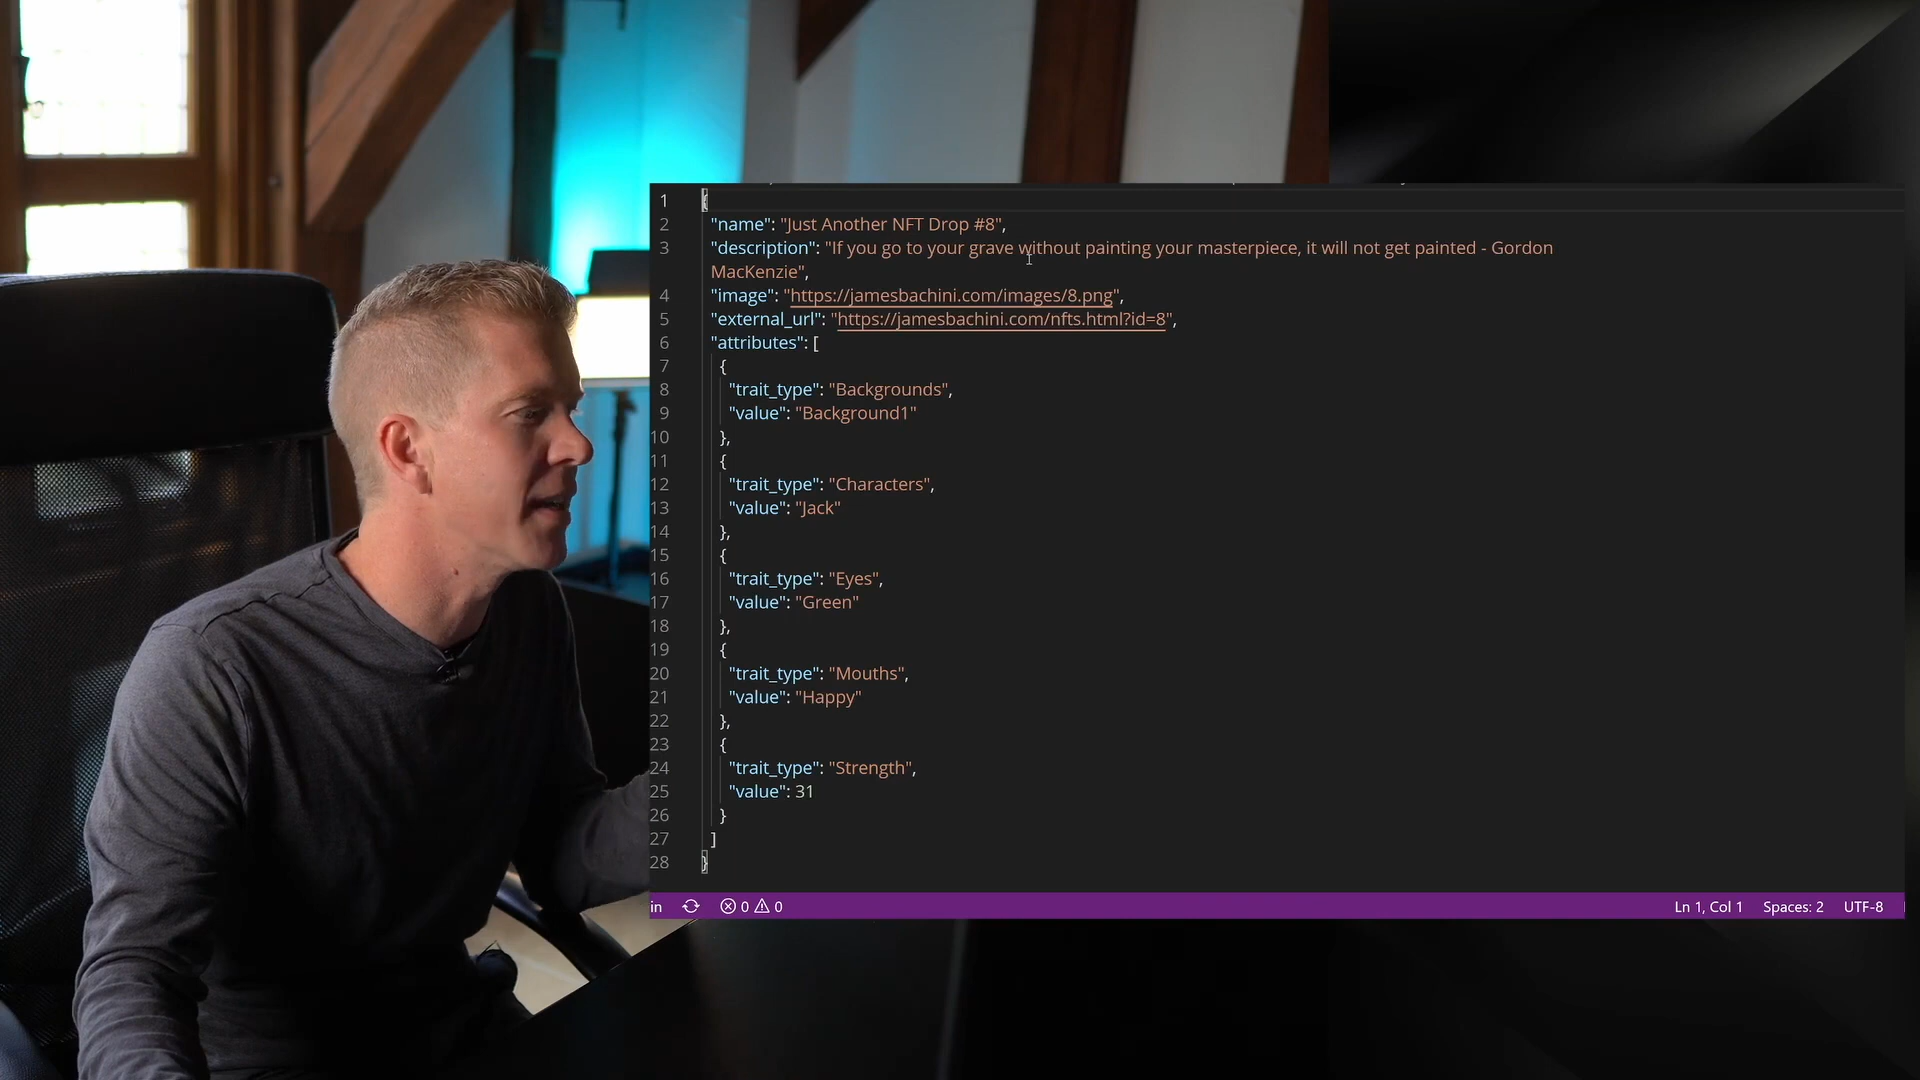 1 {
2 "name": "Just Another NFT Drop #8",
3 "description": "If you go to your grave without painting your masterpiece, it will not get painted - Gordon
MacKenzie",
4 "image": "https://jamesbachini.com/images/8.png",
5 "external_url": "https://jamesbachini.com/nfts.html?id=8",
6 "attributes": [
7 {
8 "trait_type": "Backgrounds",
9 "value": "Background1"
10 },
11 {
12 "trait_type": "Characters",
13 "value": "Jack"
14 },
15 {
16 "trait_type": "Eyes",
17 "value": "Green"
18 },
19 {
20 "trait_type": "Mouths",
21 "value": "Happy"
22 },
23 {
24 "trait_type": "Strength",
25 "value": 31
26 }
27 ]
28 }
in 0 0 Ln 1, Col 1 Spaces: 2 UTF-8